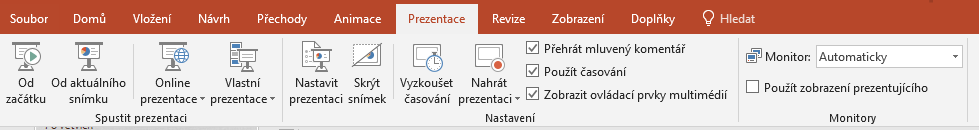 Soubor Domů Vložení Návrh Přechody Animace Prezentace Revize Zobrazení Doplňky Hledat
Od začátku
Od aktuálního snímku
Online prezentace
Vlastní prezentace
Spustit prezentaci
Nastavit prezentaci
Skrýt snímek
Vyzkoušet časování
Nahrát prezentaci
Přehrát mluvený komentář
Použít časování
Zobrazit ovládací prvky multimédií
Nastavení
Monitor: Automaticky
Použít zobrazení prezentujícího
Monitory